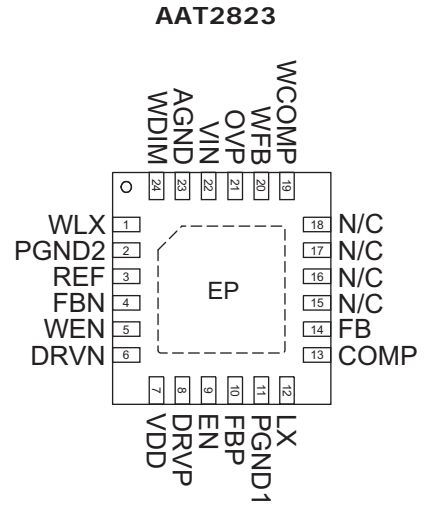 AAT2823
WDIM
AGND
VIN
OVP
WFB
WCOMP
24
23
22
21
20
19
WLX 1
PGND2 2
REF 3
FBN 4
WEN 5
DRVN 6
EP
18 N/C
17 N/C
16 N/C
15 N/C
14 FB
13 COMP
7
8
9
10
11
12
VDD
DRVP
EN
FBP
PGND1
LX